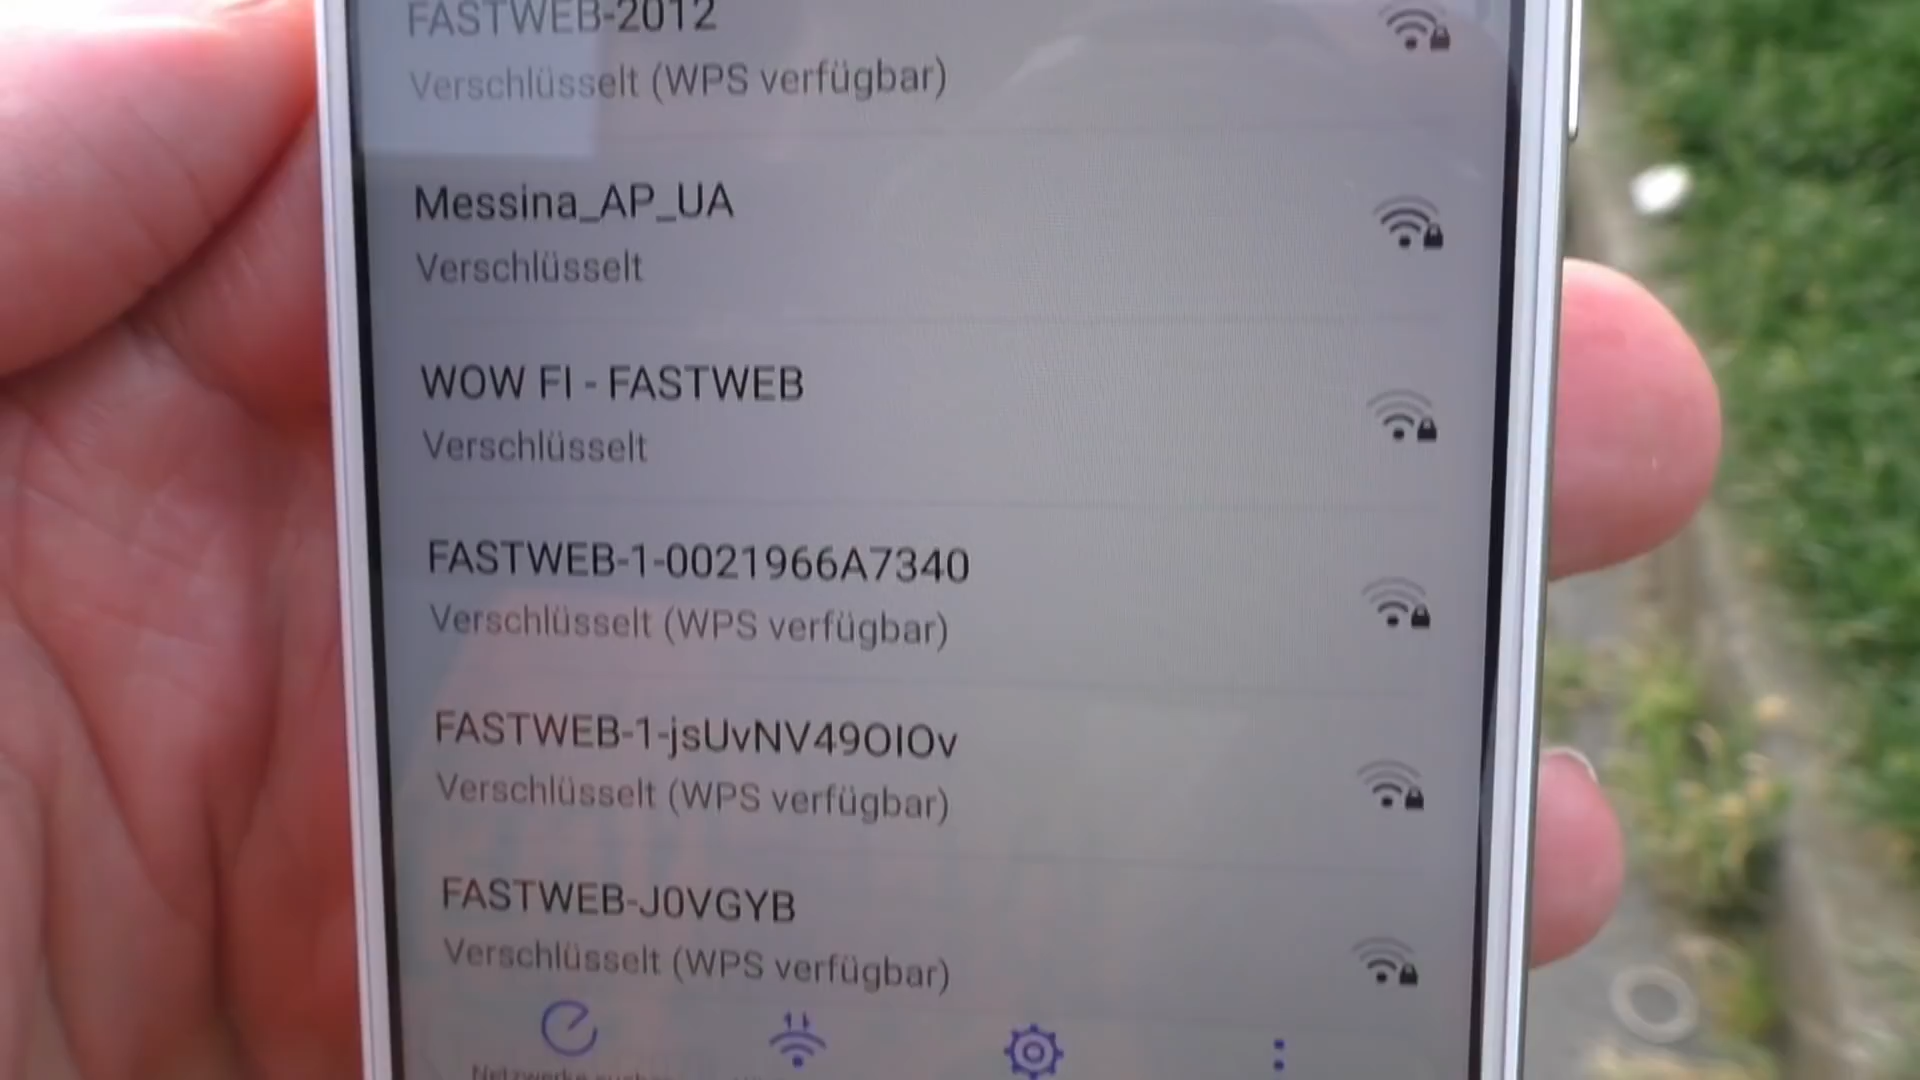 FASTWEB-2012
Verschlüsselt (WPS verfügbar)
Messina_AP_UA
Verschlüsselt
WOW FI - FASTWEB
Verschlüsselt
FASTWEB-1-0021966A7340
Verschlüsselt (WPS verfügbar)
FASTWEB-1-jsUvNV49OIOv
Verschlüsselt (WPS verfügbar)
FASTWEB-J0VGYB
Verschlüsselt (WPS verfügbar)
Netzwerke